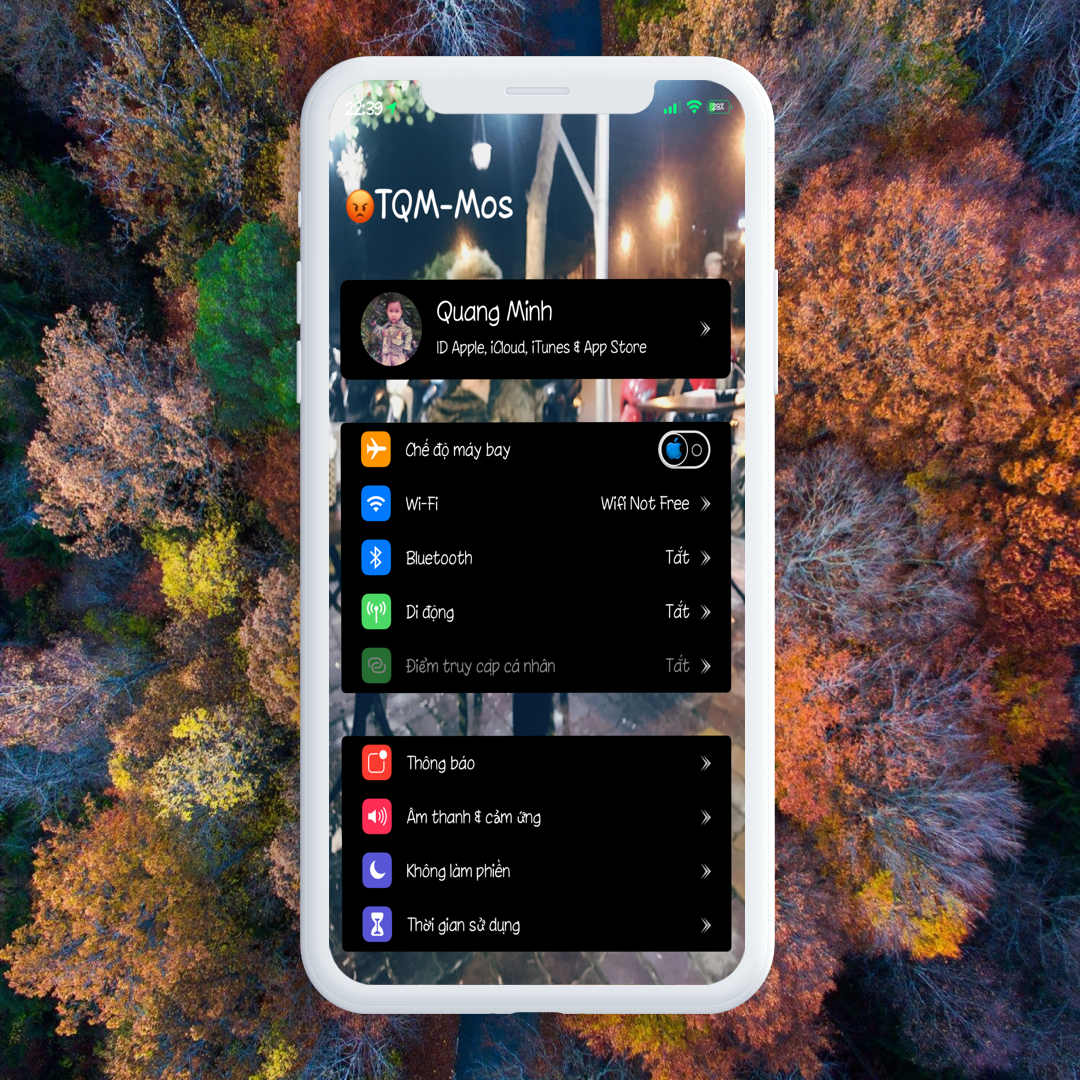 22:39
28%
😡TQM-Mos
Quang Minh
ID Apple, iCloud, iTunes & App Store
Chế độ máy bay
Wi-Fi Wifi Not Free
Bluetooth Tắt
Di động Tắt
Điểm truy cập cá nhân Tắt
Thông báo
Âm thanh & cảm ứng
Không làm phiền
Thời gian sử dụng